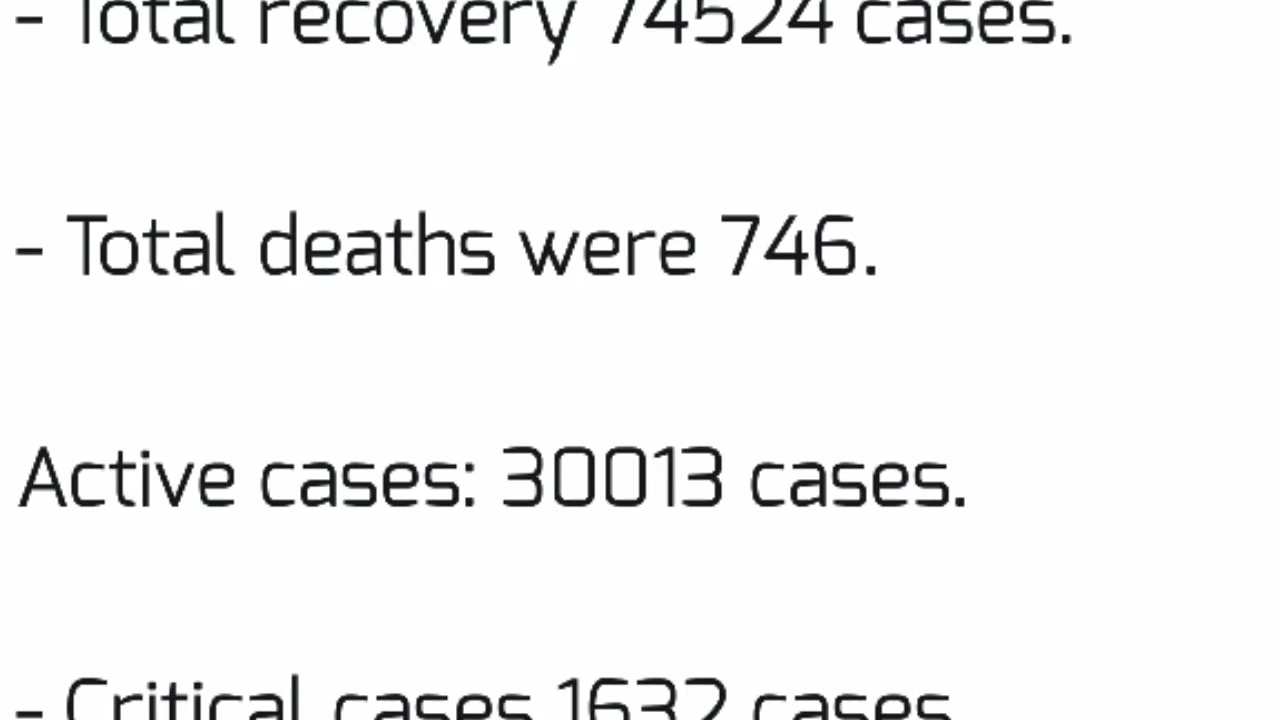 - Total recovery 74524 cases.
- Total deaths were 746.
Active cases: 30013 cases.
- Critical cases 1632 cases